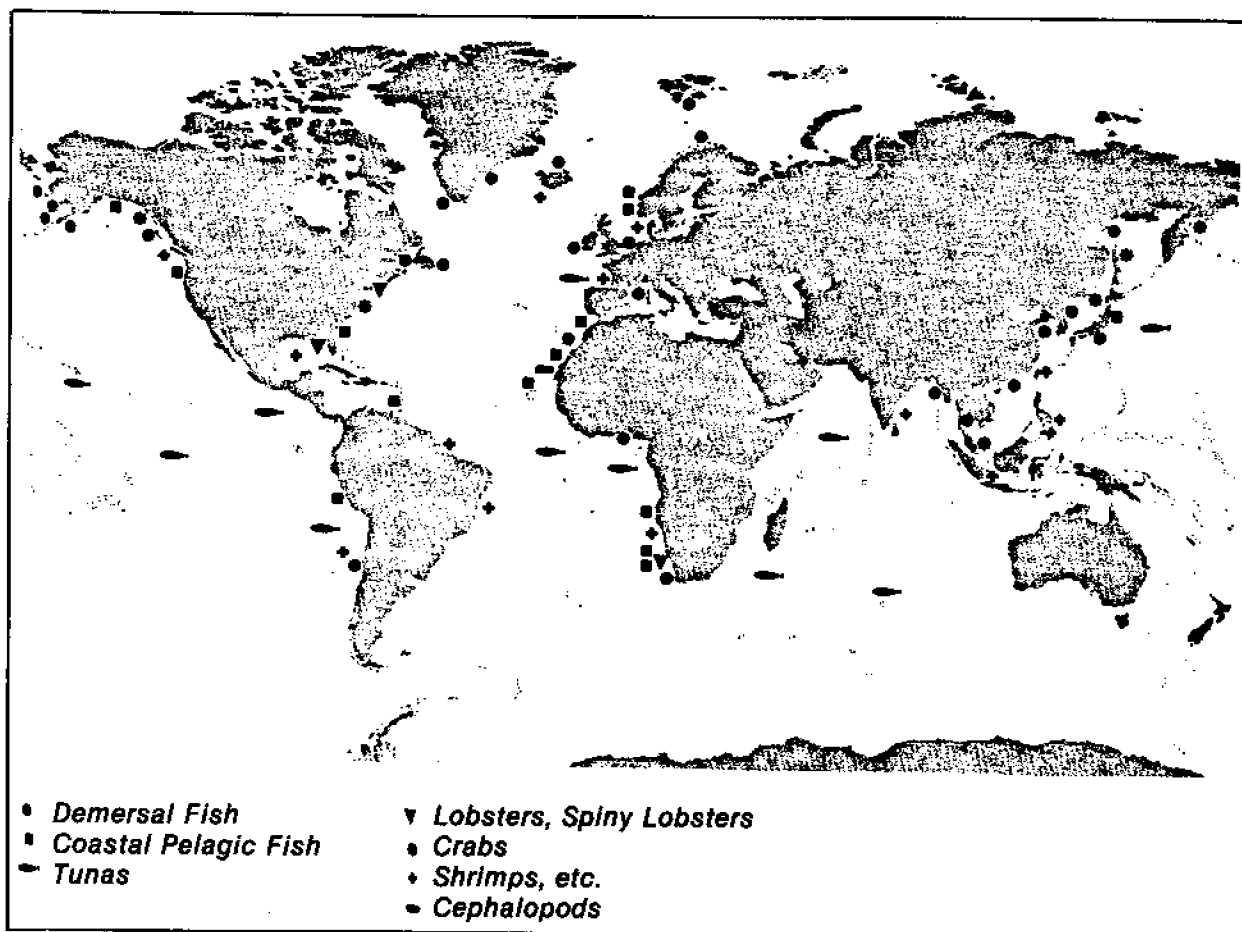 Demersal Fish
Coastal Pelagic Fish
Tunas
Lobsters, Spiny Lobsters
Crabs
Shrimps, etc.
Cephalopods